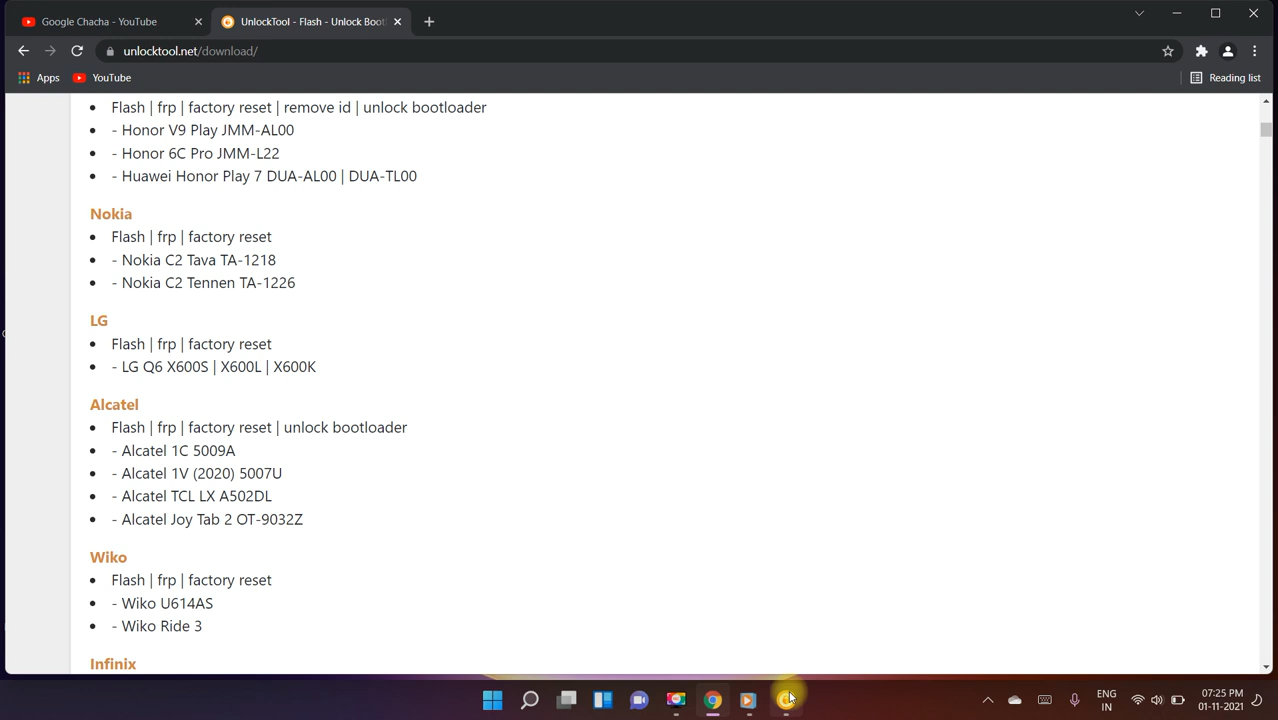 Google Chacha - YouTube
UnlockTool - Flash - Unlock Boot
unlocktool.net/download/
Apps
YouTube
Reading list
Flash | frp | factory reset | remove id | unlock bootloader
- Honor V9 Play JMM-AL00
- Honor 6C Pro JMM-L22
- Huawei Honor Play 7 DUA-AL00 | DUA-TL00
Nokia
Flash | frp | factory reset
- Nokia C2 Tava TA-1218
- Nokia C2 Tennen TA-1226
LG
Flash | frp | factory reset
- LG Q6 X600S | X600L | X600K
Alcatel
Flash | frp | factory reset | unlock bootloader
- Alcatel 1C 5009A
- Alcatel 1V (2020) 5007U
- Alcatel TCL LX A502DL
- Alcatel Joy Tab 2 OT-9032Z
Wiko
Flash | frp | factory reset
- Wiko U614AS
- Wiko Ride 3
Infinix
ENG
IN
07:25 PM
01-11-2021